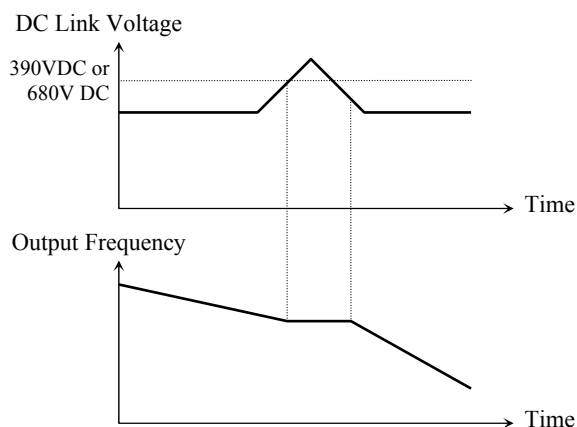 DC Link Voltage
390VDC or
680V DC
Time
Output Frequency
Time